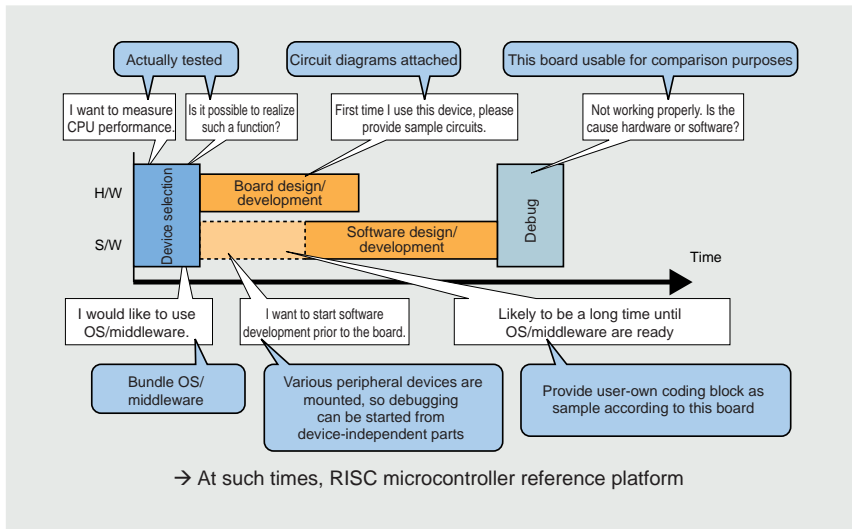 Actually tested
Circuit diagrams attached
This board usable for comparison purposes
I want to measure
CPU performance.
Is it possible to realize
such a function?
First time I use this device, please
provide sample circuits.
Not working properly. Is the
cause hardware or software?
H/W
S/W
Device selection
Board design/
development
Software design/
development
Debug
Time
I would like to use
OS/middleware.
I want to start software
development prior to the board.
Likely to be a long time until
OS/middleware are ready
Bundle OS/
middleware
Various peripheral devices are
mounted, so debugging
can be started from
device-independent parts
Provide user-own coding block as
sample according to this board
→ At such times, RISC microcontroller reference platform